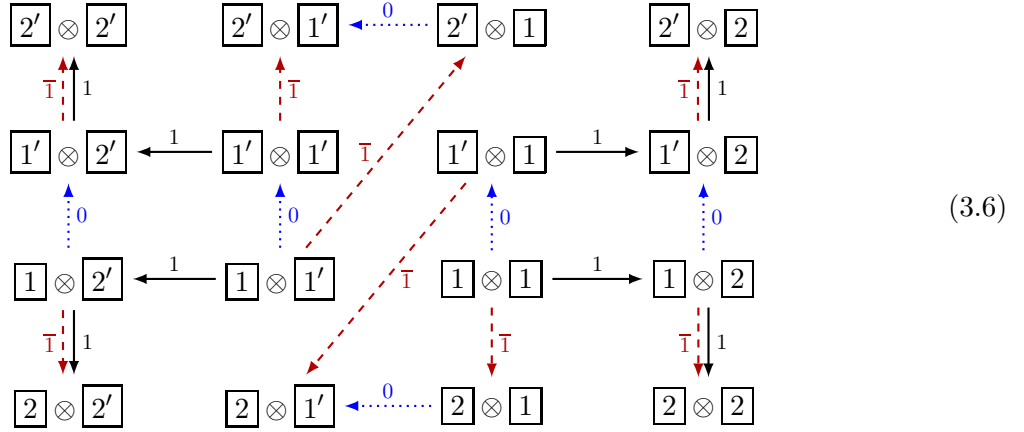 2′ ⊗ 2′ 2′ ⊗ 1′ 0 2′ ⊗ 1 2′ ⊗ 2
1̅ 1 1̅ 1̅ 1
1′ ⊗ 2′ 1 1′ ⊗ 1′ 1̅ 1′ ⊗ 1 1 1′ ⊗ 2
0 0 0 0 (3.6)
1 ⊗ 2′ 1 1 ⊗ 1′ 1̅ 1 ⊗ 1 1 1 ⊗ 2
1̅ 1 1̅ 1̅ 1
2 ⊗ 2′ 2 ⊗ 1′ 0 2 ⊗ 1 2 ⊗ 2